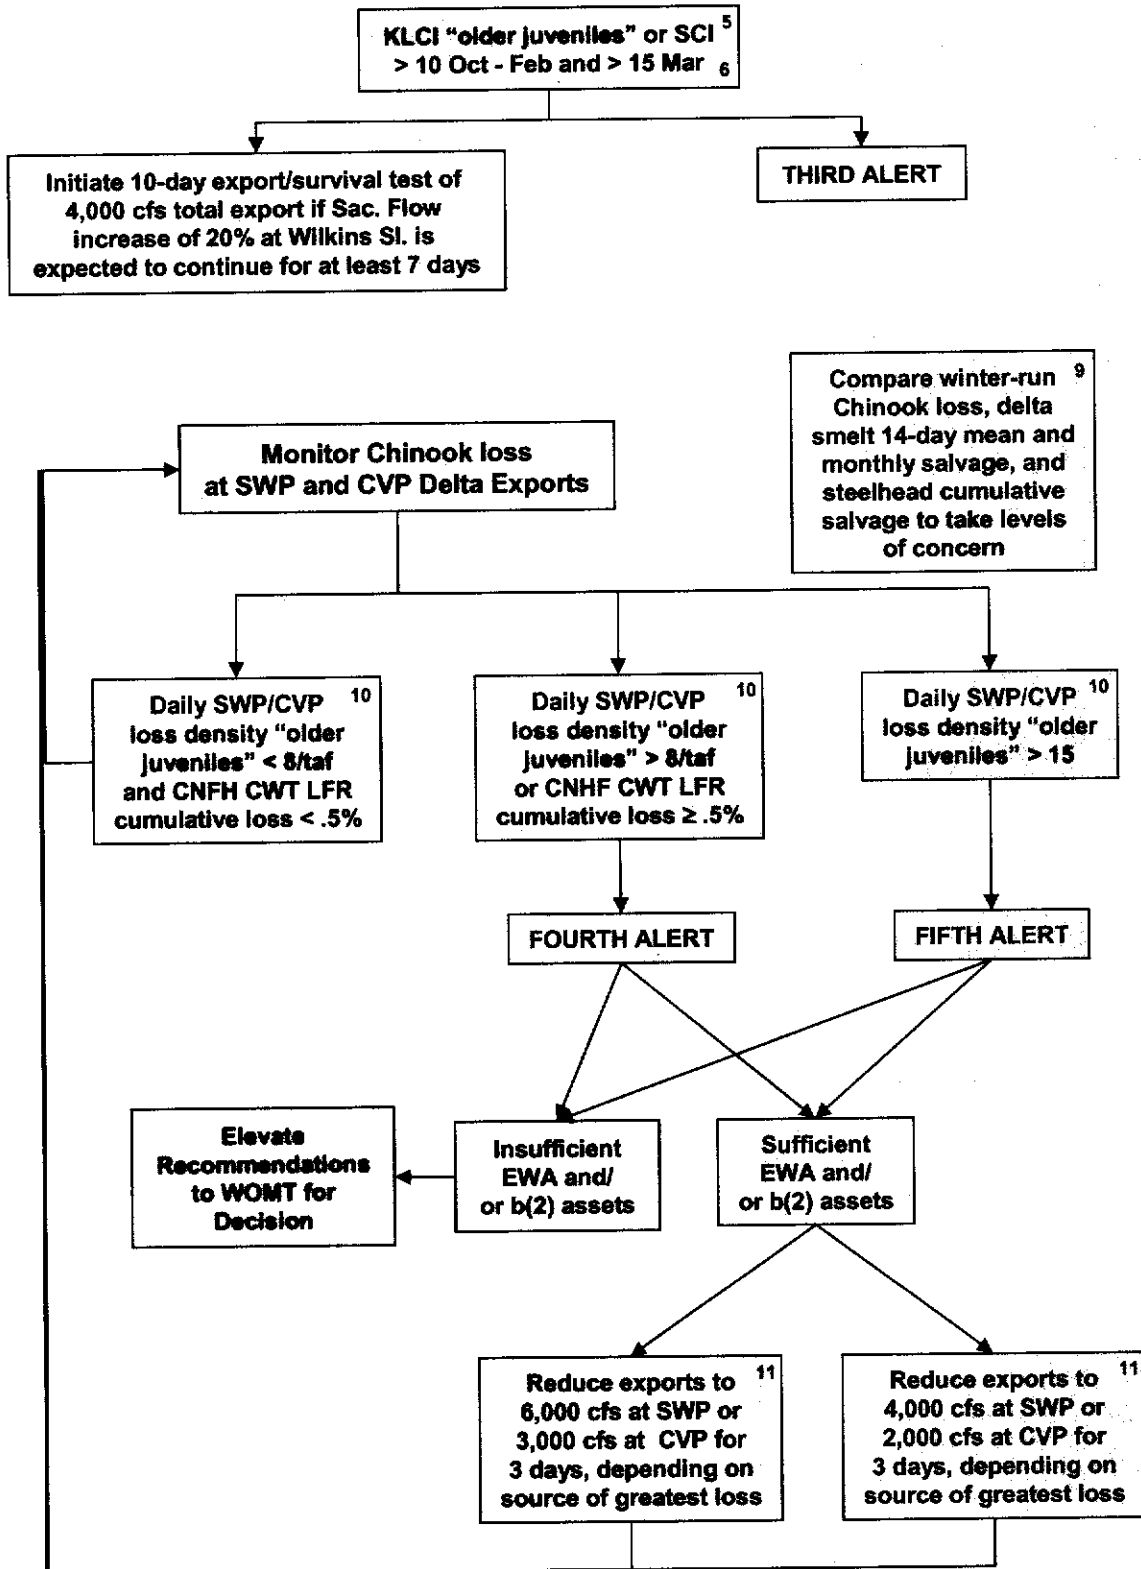 KLCI “older juveniles” or SCI 5
> 10 Oct - Feb and > 15 Mar 6
Initiate 10-day export/survival test of
4,000 cfs total export if Sac. Flow
increase of 20% at Wilkins Sl. is
expected to continue for at least 7 days
THIRD ALERT
Compare winter-run 9
Chinook loss, delta
smelt 14-day mean and
monthly salvage, and
steelhead cumulative
salvage to take levels
of concern
Monitor Chinook loss
at SWP and CVP Delta Exports
Daily SWP/CVP 10
loss density “older
juveniles” < 8/taf
and CNFH CWT LFR
cumulative loss < .5%
Daily SWP/CVP 10
loss density “older
juveniles” > 8/taf
or CNHF CWT LFR
cumulative loss ≥ .5%
Daily SWP/CVP 10
loss density “older
juveniles” > 15
FOURTH ALERT
FIFTH ALERT
Elevate
Recommendations
to WOMT for
Decision
Insufficient
EWA and/
or b(2) assets
Sufficient
EWA and/
or b(2) assets
Reduce exports to 11
6,000 cfs at SWP or
3,000 cfs at CVP for
3 days, depending on
source of greatest loss
Reduce exports to 11
4,000 cfs at SWP or
2,000 cfs at CVP for
3 days, depending on
source of greatest loss